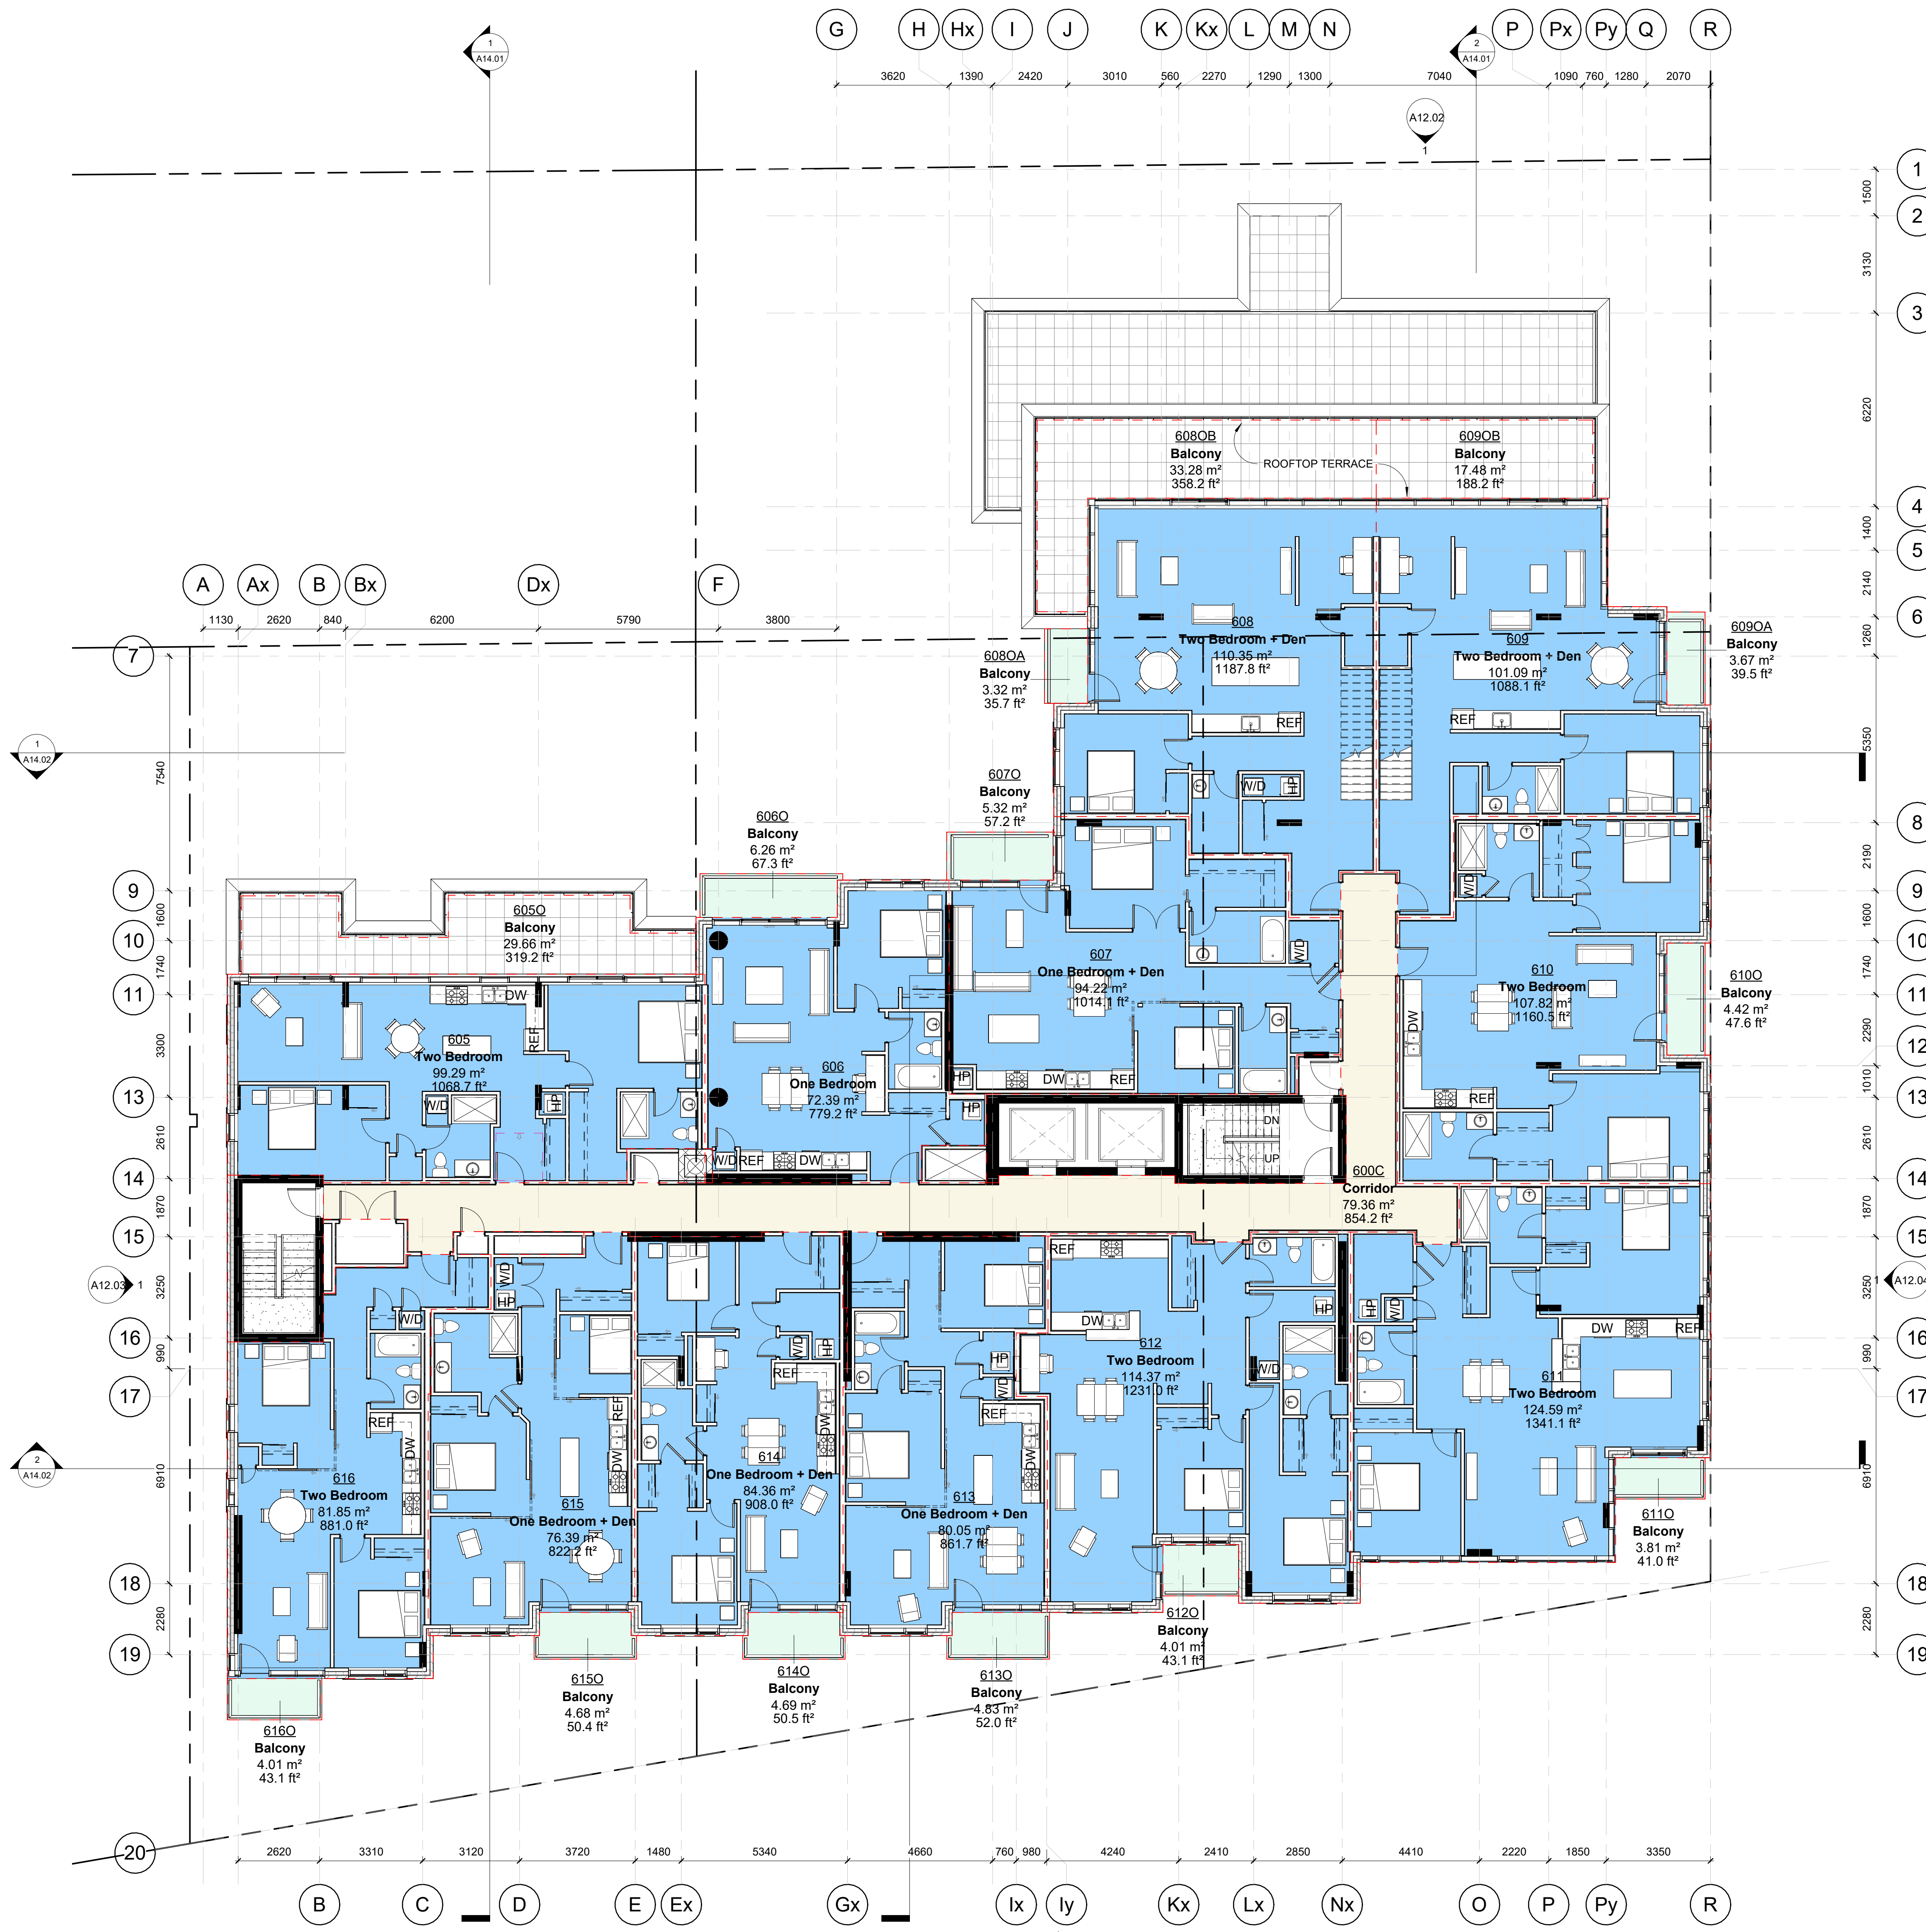 G
H
Hx
I
J
K
Kx
L
M
N
P
Px
Py
Q
R
1
A14.01
2
A14.01
3620
1390
2420
3010
560
2270
1290
1300
7040
1090
760
1280
2070
A12.02
1
1
1500
2
3130
3
6220
4
1400
5
2140
6
1260
5350
8
2190
9
1600
10
1740
11
2290
12
1010
13
2610
14
1870
15
3250
16
990
17
6910
18
2280
19
608OB
Balcony
33.28 m²
358.2 ft²
ROOFTOP TERRACE
609OB
Balcony
17.48 m²
188.2 ft²
A
Ax
B
Bx
Dx
F
1130
2620
840
6200
5790
3800
7
7540
9
1600
10
1740
11
3300
13
2610
14
1870
15
3250
16
990
17
6910
18
2280
19
20
1
A14.02
A12.03
1
2
A14.02
1
A12.04
608
Two Bedroom + Den
110.35 m²
1187.8 ft²
REF
W/D
HP
609
Two Bedroom + Den
101.09 m²
1088.1 ft²
REF
608OA
Balcony
3.32 m²
35.7 ft²
609OA
Balcony
3.67 m²
39.5 ft²
607O
Balcony
5.32 m²
57.2 ft²
606O
Balcony
6.26 m²
67.3 ft²
605O
Balcony
29.66 m²
319.2 ft²
610O
Balcony
4.42 m²
47.6 ft²
605
Two Bedroom
99.29 m²
1068.7 ft²
DW
REF
W/D
HP
606
One Bedroom
72.39 m²
779.2 ft²
W/D
REF
DW
HP
607
One Bedroom + Den
94.22 m²
1014.1 ft²
HP
DW
REF
W/D
610
Two Bedroom
107.82 m²
1160.5 ft²
W/D
DW
REF
DN
UP
600C
Corridor
79.36 m²
854.2 ft²
616
Two Bedroom
81.85 m²
881.0 ft²
W/D
REF
DW
615
One Bedroom + Den
76.39 m²
822.2 ft²
W/D
HP
REF
DW
614
One Bedroom + Den
84.36 m²
908.0 ft²
W/D
HP
REF
DW
613
One Bedroom + Den
80.05 m²
861.7 ft²
HP
W/D
REF
DW
612
Two Bedroom
114.37 m²
1231.0 ft²
REF
DW
HP
W/D
611
Two Bedroom
124.59 m²
1341.1 ft²
HP
W/D
DW
REF
611O
Balcony
3.81 m²
41.0 ft²
612O
Balcony
4.01 m²
43.1 ft²
613O
Balcony
4.83 m²
52.0 ft²
614O
Balcony
4.69 m²
50.5 ft²
615O
Balcony
4.68 m²
50.4 ft²
616O
Balcony
4.01 m²
43.1 ft²
2620
3310
3120
3720
1480
5340
4660
760
980
4240
2410
2850
4410
2220
1850
3350
B
C
D
E
Ex
Gx
Ix
Iy
Kx
Lx
Nx
O
P
Py
R